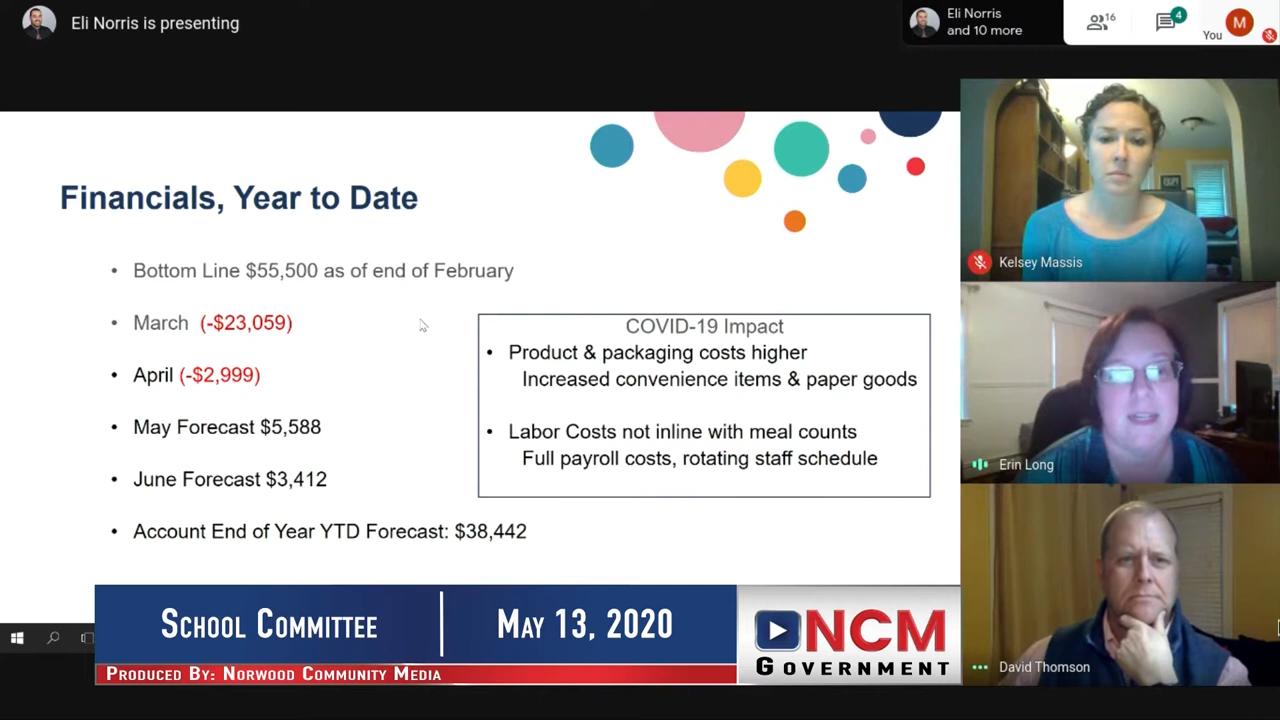 Eli Norris is presenting
Eli Norris
and 10 more
16
4
You
M
Financials, Year to Date
• Bottom Line $55,500 as of end of February
• March (-$23,059)
• April (-$2,999)
• May Forecast $5,588
• June Forecast $3,412
• Account End of Year YTD Forecast: $38,442
COVID-19 Impact
• Product & packaging costs higher
Increased convenience items & paper goods
• Labor Costs not inline with meal counts
Full payroll costs, rotating staff schedule
Kelsey Massis
Erin Long
David Thomson
School Committee
May 13, 2020
Produced By: Norwood Community Media
NCM
Government